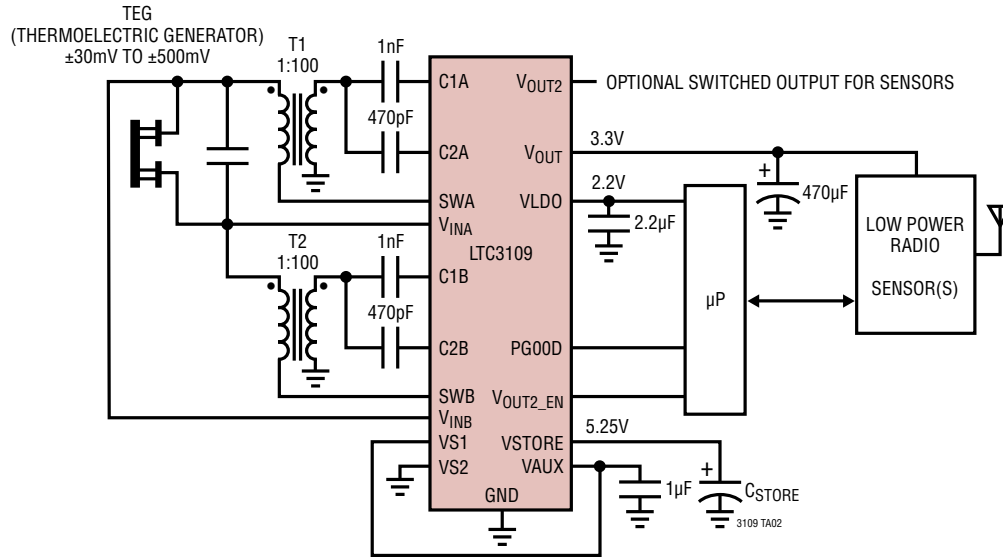 TEG
(THERMOELECTRIC GENERATOR)
±30mV TO ±500mV
T1
1:100
1nF
470pF
C1A
C2A
SWA
VINA
T2
1:100
1nF
470pF
C1B
C2B
SWB
VINB
VS1
VS2
LTC3109
GND
VOUT2
OPTIONAL SWITCHED OUTPUT FOR SENSORS
VOUT
3.3V
VLDO
2.2V
2.2µF
+
470µF
PG00D
VOUT2_EN
µP
LOW POWER
RADIO
SENSOR(S)
VSTORE
5.25V
VAUX
1µF
+
CSTORE
3109 TA02